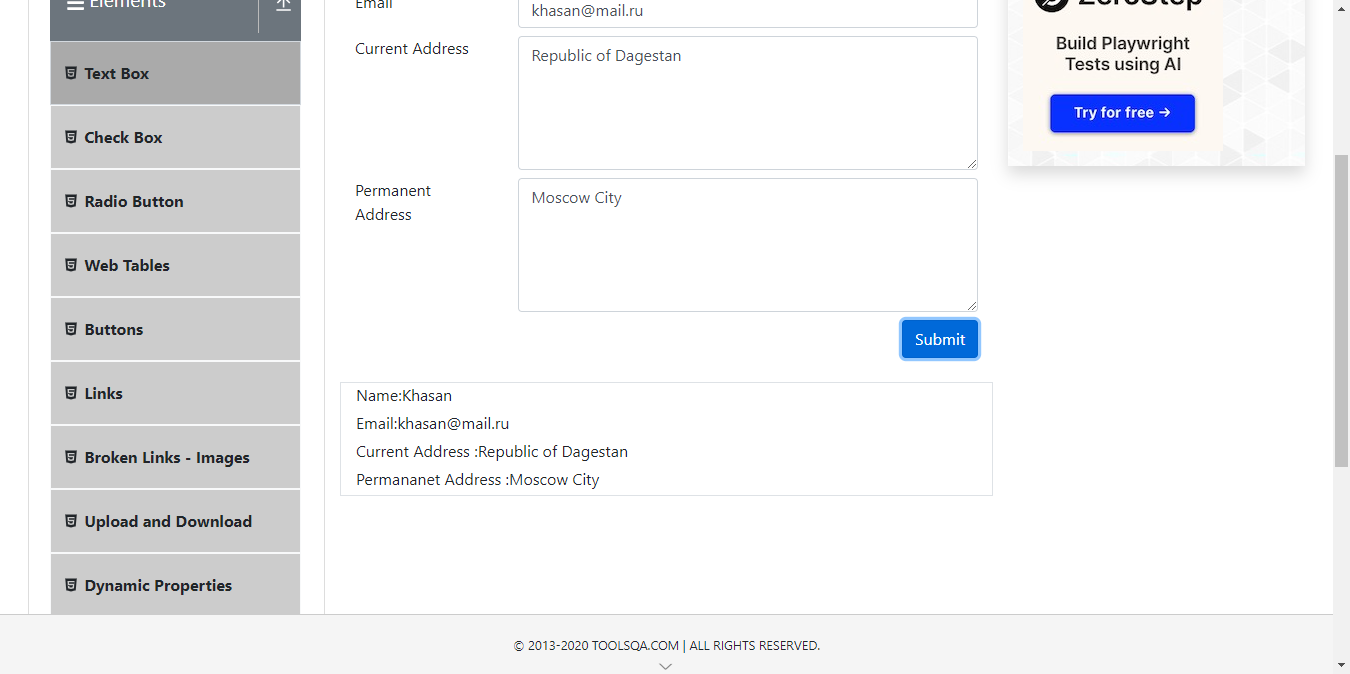 Elements
Text Box
Check Box
Radio Button
Web Tables
Buttons
Links
Broken Links - Images
Upload and Download
Dynamic Properties
Email
khasan@mail.ru
Current Address
Republic of Dagestan
Permanent
Address
Moscow City
Submit
Name:Khasan
Email:khasan@mail.ru
Current Address :Republic of Dagestan
Permananet Address :Moscow City
ZeroStep
Build Playwright
Tests using AI
Try for free →
© 2013-2020 TOOLSQA.COM | ALL RIGHTS RESERVED.